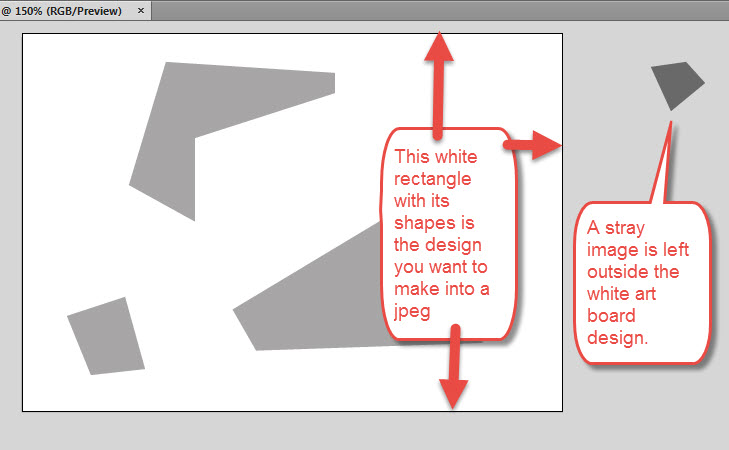 @ 150% (RGB/Preview) ×
This white
rectangle
with its
shapes is
the design
you want to
make into a
jpeg
A stray
image is left
outside the
white art
board
design.